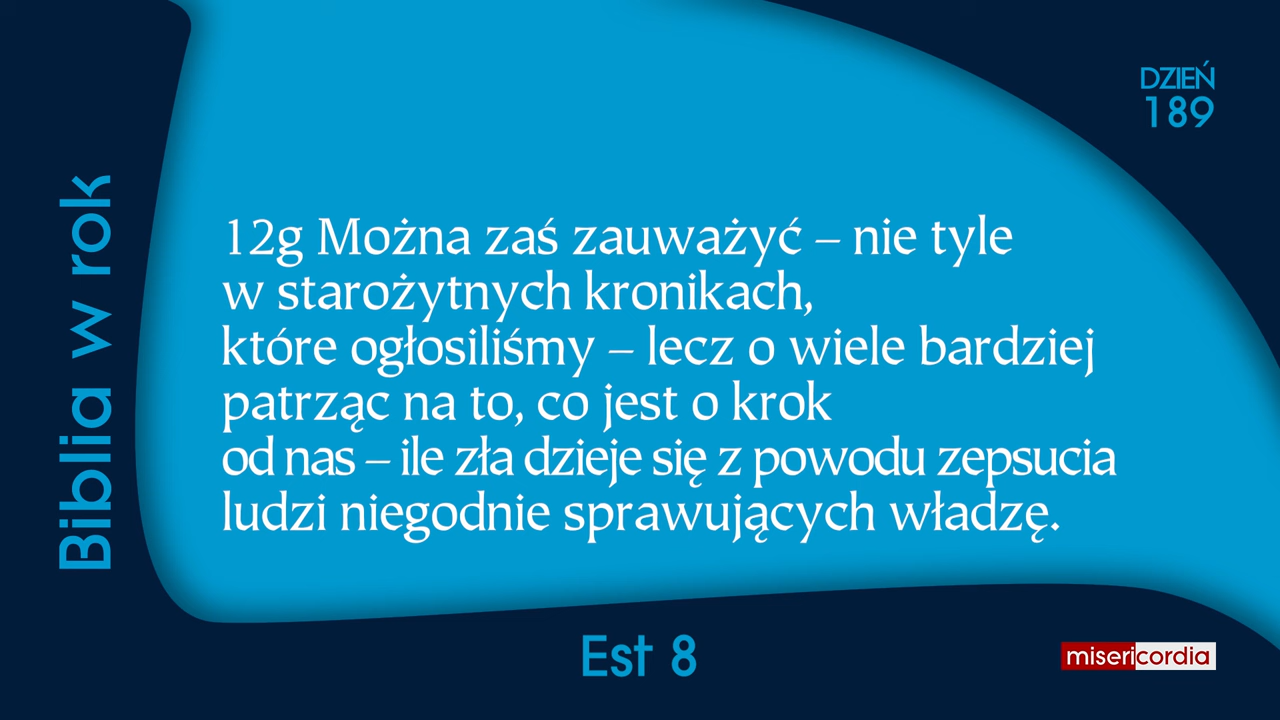 DZIEŃ
189
Biblia w rok
12g Można zaś zauważyć – nie tyle
w starożytnych kronikach,
które ogłosiliśmy – lecz o wiele bardziej
patrząc na to, co jest o krok
od nas – ile zła dzieje się z powodu zepsucia
ludzi niegodnie sprawujących władzę.
Est 8
misericordia